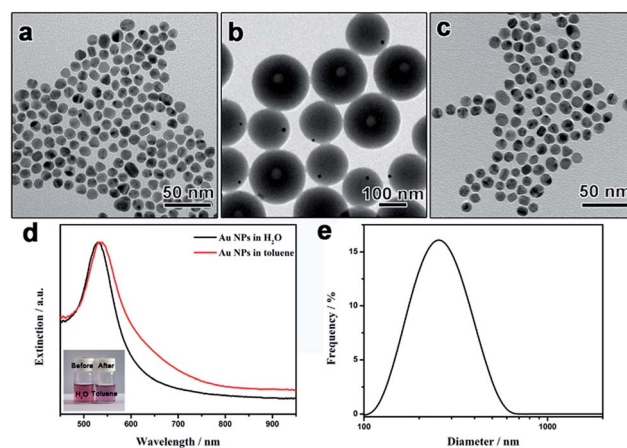 a
50 nm
b
100 nm
c
50 nm
d
Au NPs in H₂O
Au NPs in toluene
Extinction / a.u.
Before After
H₂O Toluene
500 600 700 800 900
Wavelength / nm
e
15
10
5
0
Frequency / %
100 1000
Diameter / nm